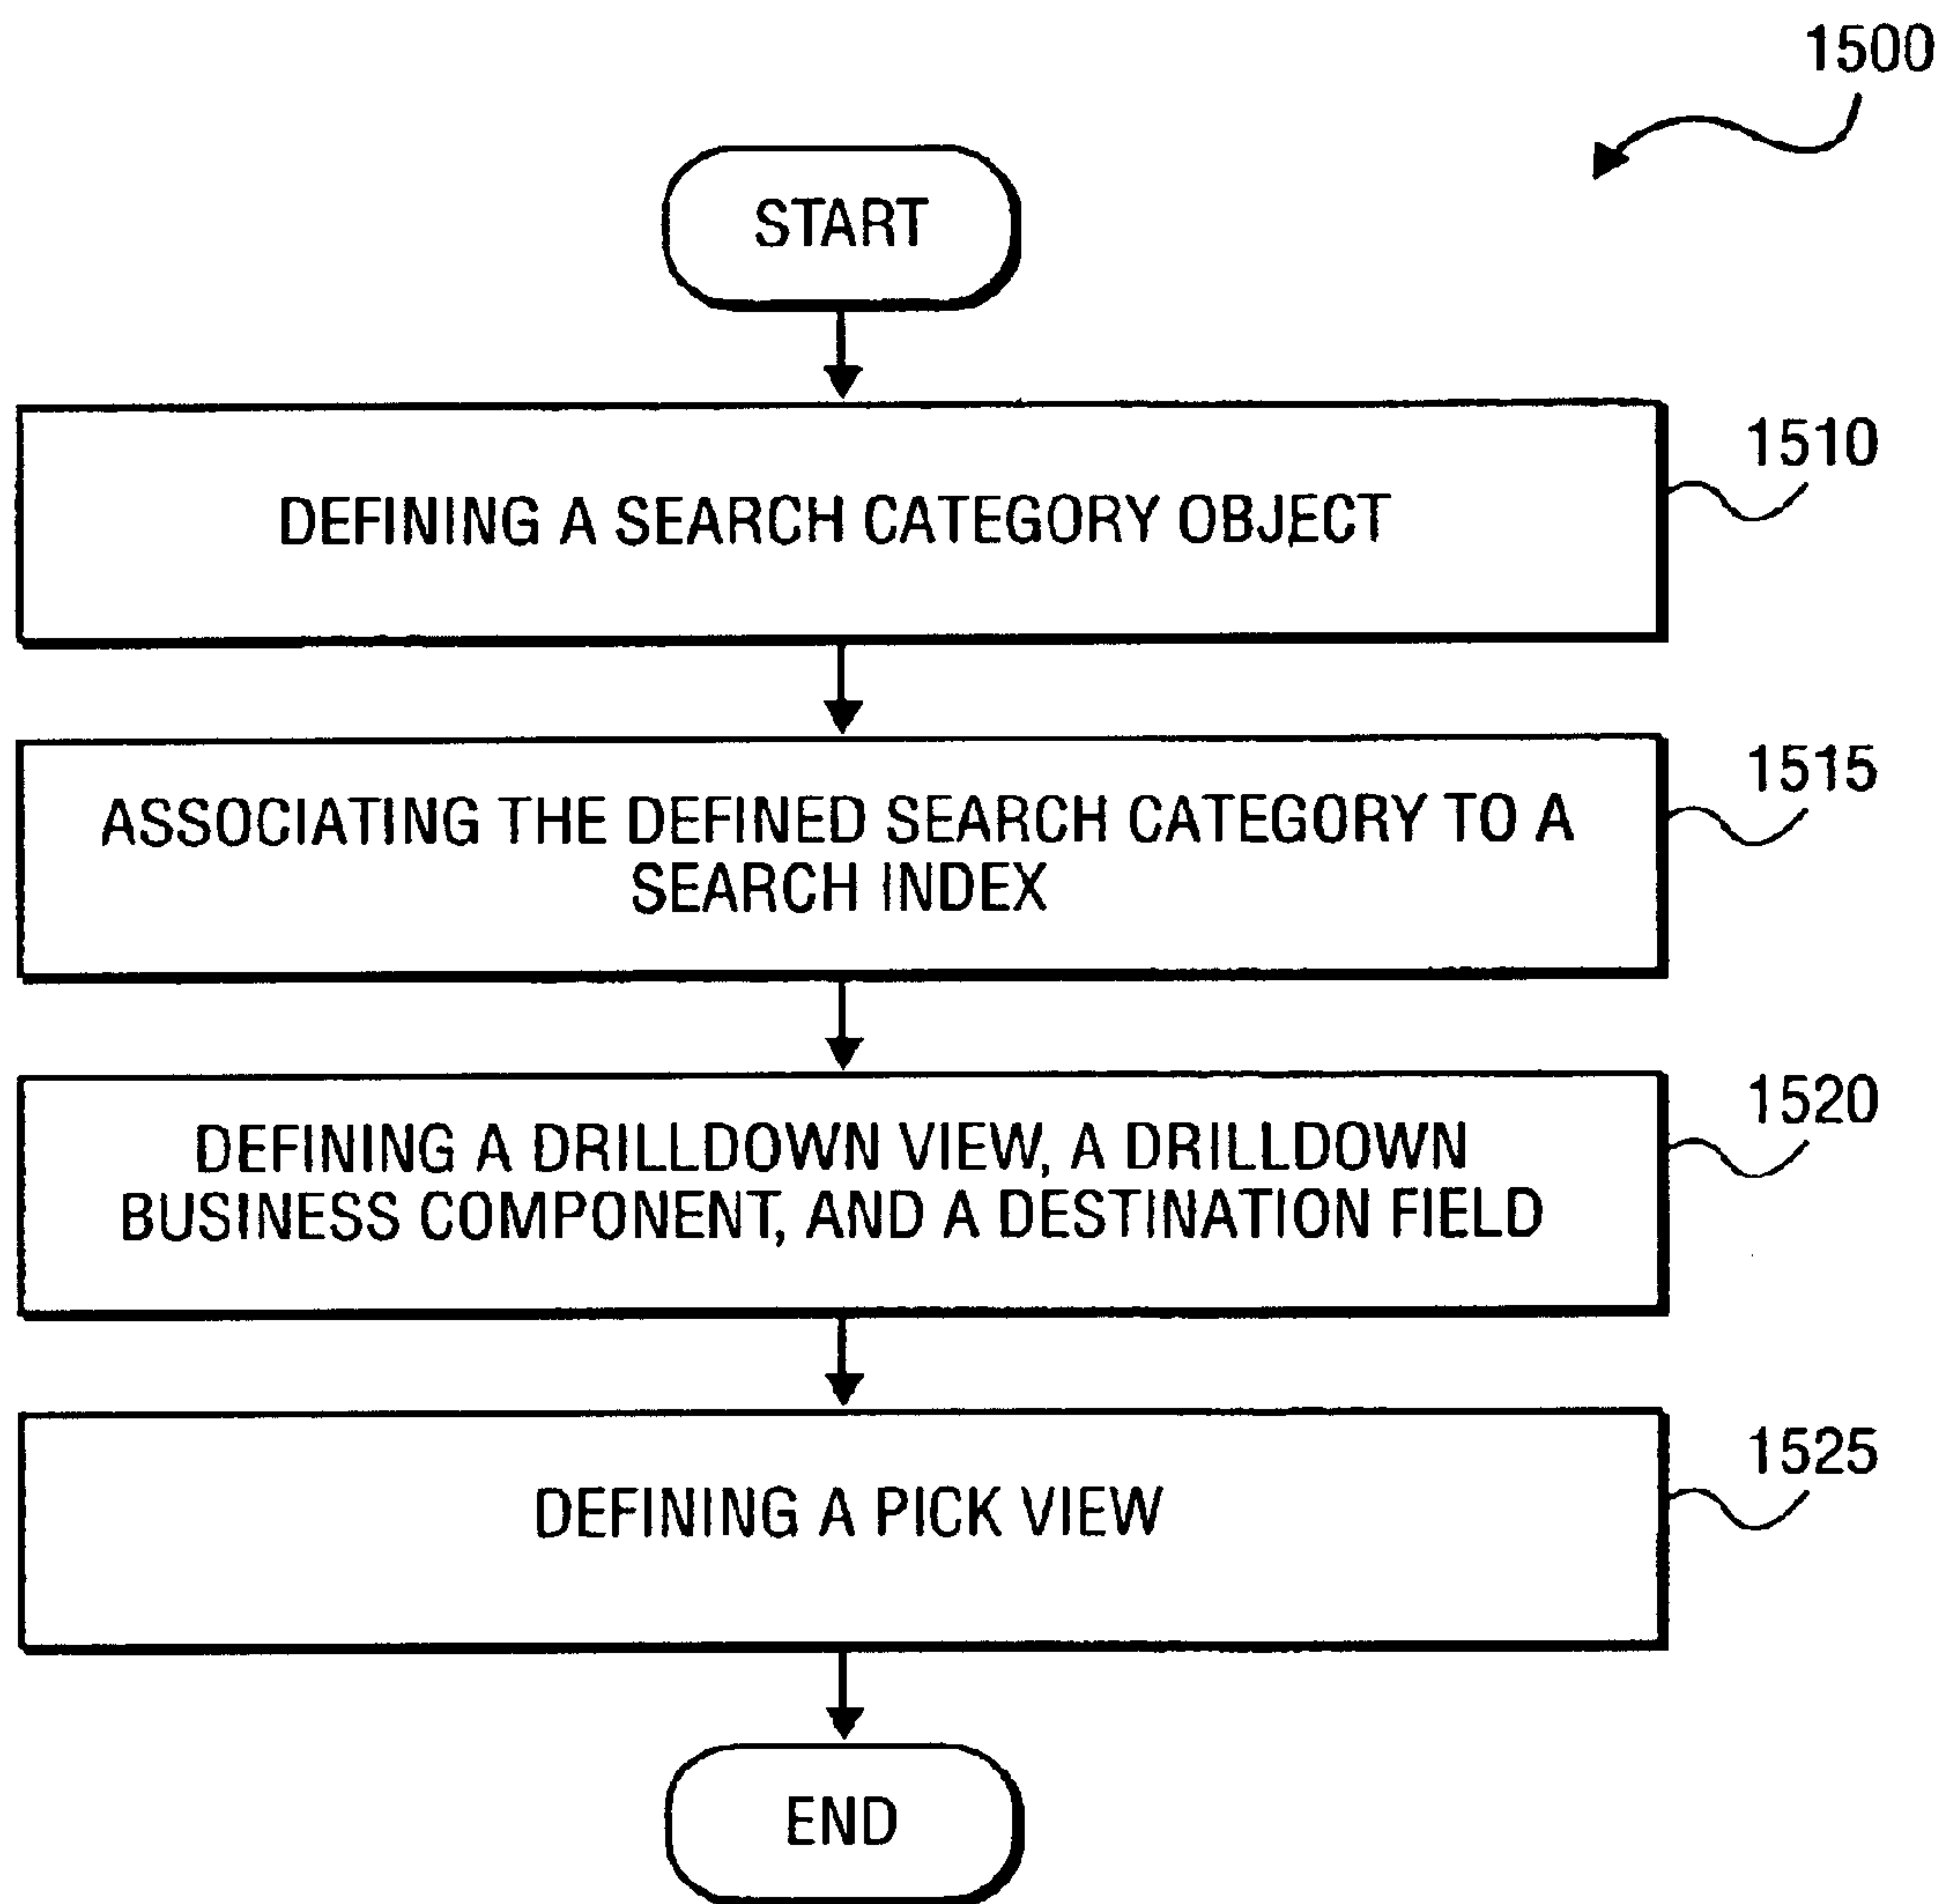 1500
START
DEFINING A SEARCH CATEGORY OBJECT
1510
ASSOCIATING THE DEFINED SEARCH CATEGORY TO A
SEARCH INDEX
1515
DEFINING A DRILLDOWN VIEW, A DRILLDOWN
BUSINESS COMPONENT, AND A DESTINATION FIELD
1520
DEFINING A PICK VIEW
1525
END